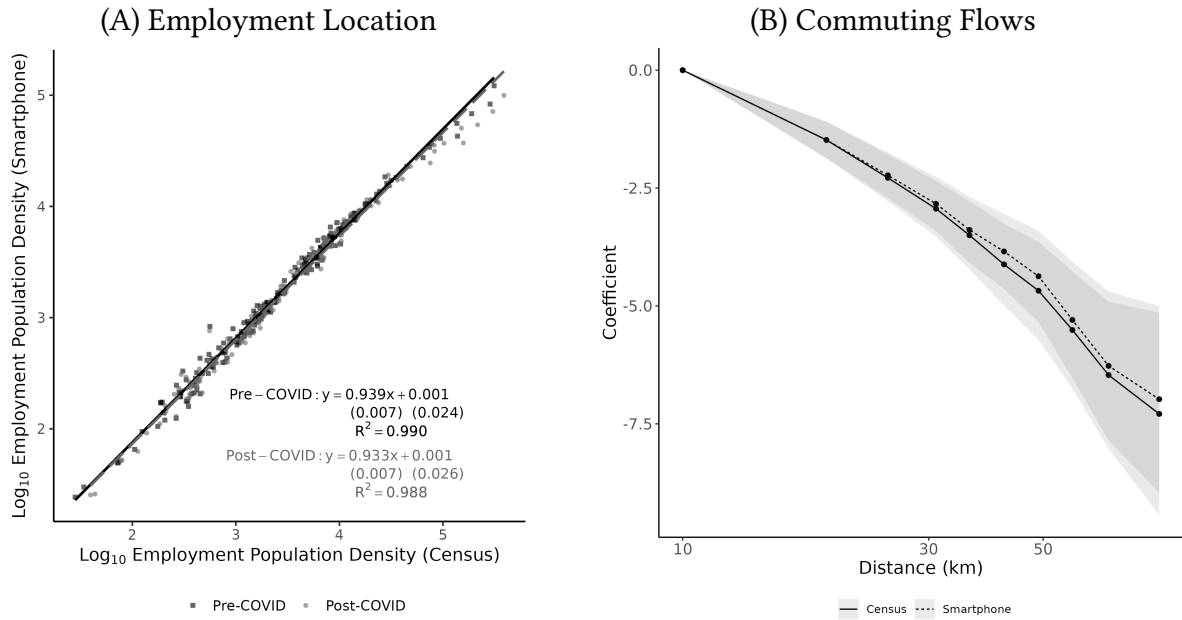 (A) Employment Location
Log₁₀ Employment Population Density (Smartphone)
5
4
3
2
Pre−COVID: y = 0.939x + 0.001
(0.007) (0.024)
R² = 0.990
Post−COVID: y = 0.933x + 0.001
(0.007) (0.026)
R² = 0.988
2 3 4 5
Log₁₀ Employment Population Density (Census)
Pre-COVID Post-COVID
(B) Commuting Flows
Coefficient
0.0
-2.5
-5.0
-7.5
10 30 50
Distance (km)
Census Smartphone